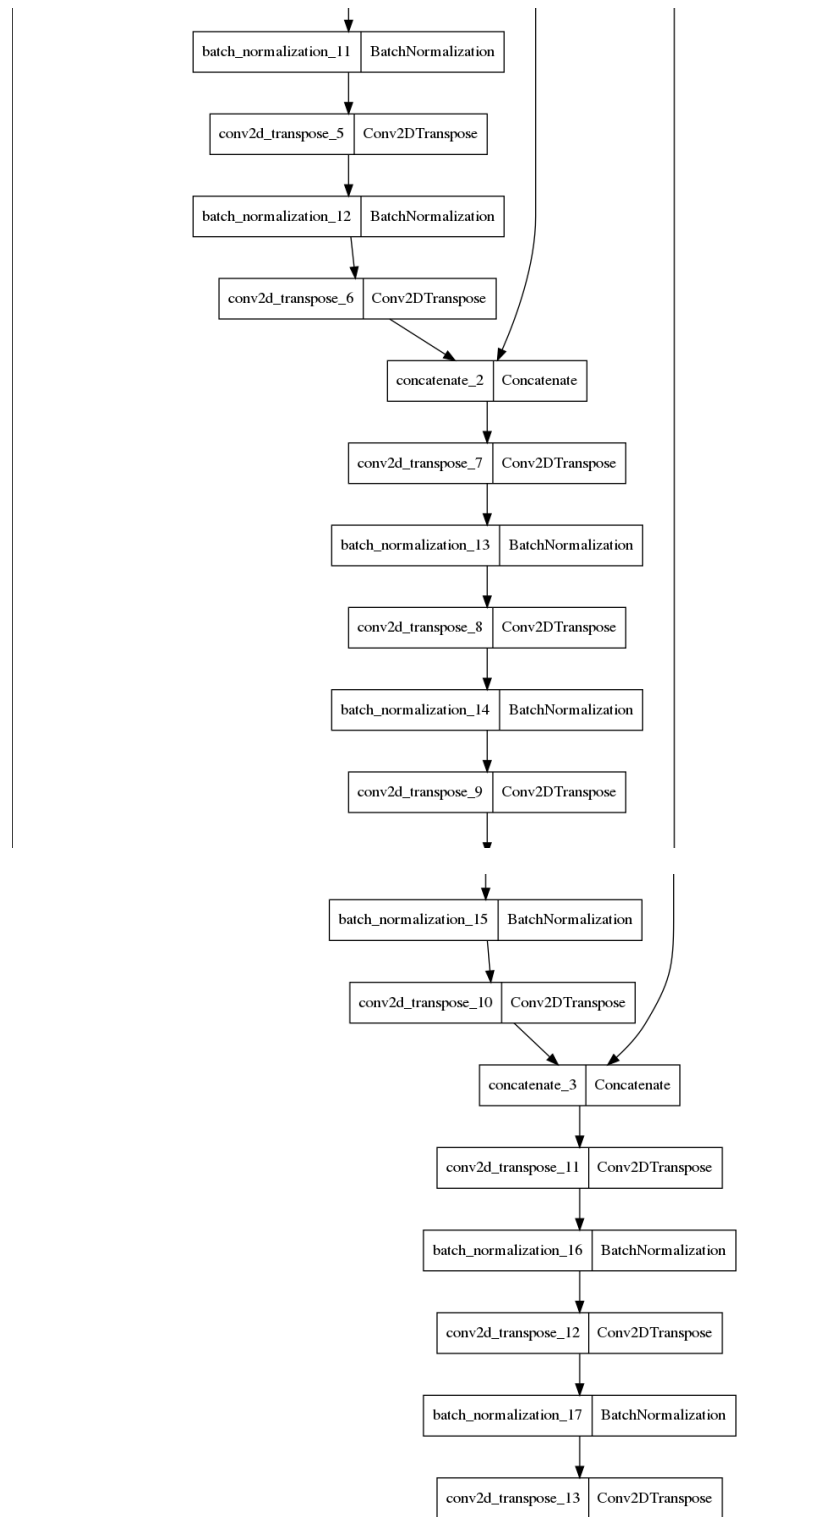 batch_normalization_11 BatchNormalization
conv2d_transpose_5 Conv2DTranspose
batch_normalization_12 BatchNormalization
conv2d_transpose_6 Conv2DTranspose
concatenate_2 Concatenate
conv2d_transpose_7 Conv2DTranspose
batch_normalization_13 BatchNormalization
conv2d_transpose_8 Conv2DTranspose
batch_normalization_14 BatchNormalization
conv2d_transpose_9 Conv2DTranspose
batch_normalization_15 BatchNormalization
conv2d_transpose_10 Conv2DTranspose
concatenate_3 Concatenate
conv2d_transpose_11 Conv2DTranspose
batch_normalization_16 BatchNormalization
conv2d_transpose_12 Conv2DTranspose
batch_normalization_17 BatchNormalization
conv2d_transpose_13 Conv2DTranspose